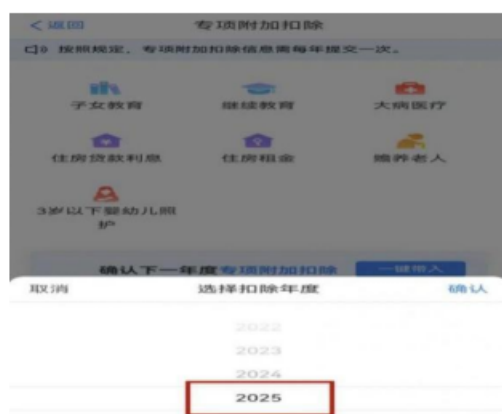 < 返回 专项附加扣除
按照规定，专项附加扣除信息需每年提交一次。
子女教育 继续教育 大病医疗
住房贷款利息 住房租金 赡养老人
3岁以下婴幼儿照
护
确认下一年度专项附加扣除 一键带入
取消 选择扣除年度 确认
2022
2023
2024
2025